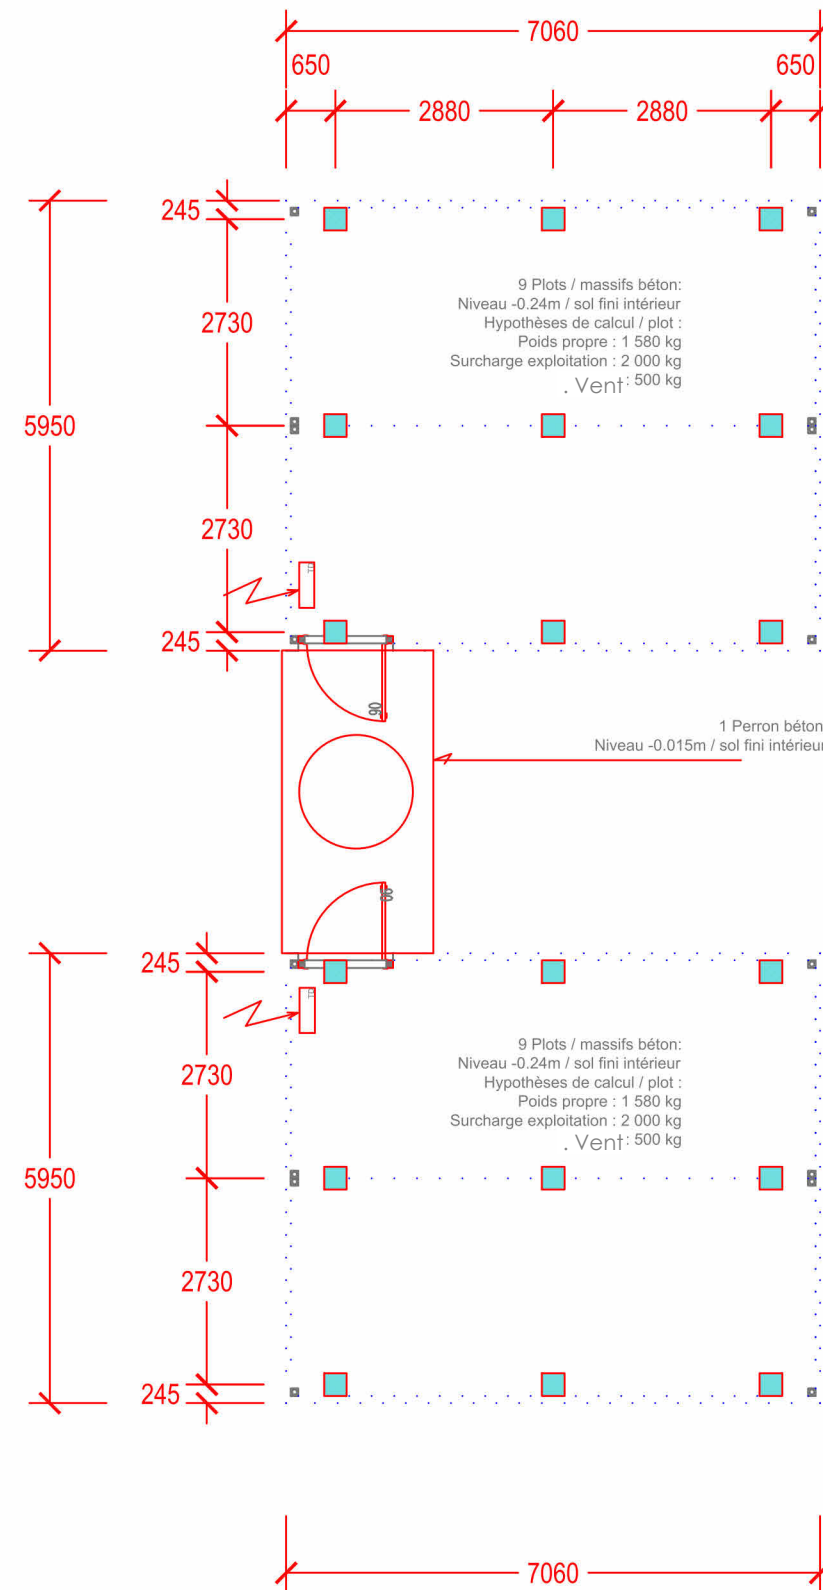 7060
650
650
2880
2880
245
9 Plots / massifs béton:
Niveau -0.24m / sol fini intérieur
Hypothèses de calcul / plot :
Poids propre : 1 580 kg
Surcharge exploitation : 2 000 kg
. Vent : 500 kg
2730
5950
2730
245
90
1 Perron béton
Niveau -0.015m / sol fini intérieur
90
245
9 Plots / massifs béton:
Niveau -0.24m / sol fini intérieur
Hypothèses de calcul / plot :
Poids propre : 1 580 kg
Surcharge exploitation : 2 000 kg
. Vent : 500 kg
2730
5950
2730
245
7060